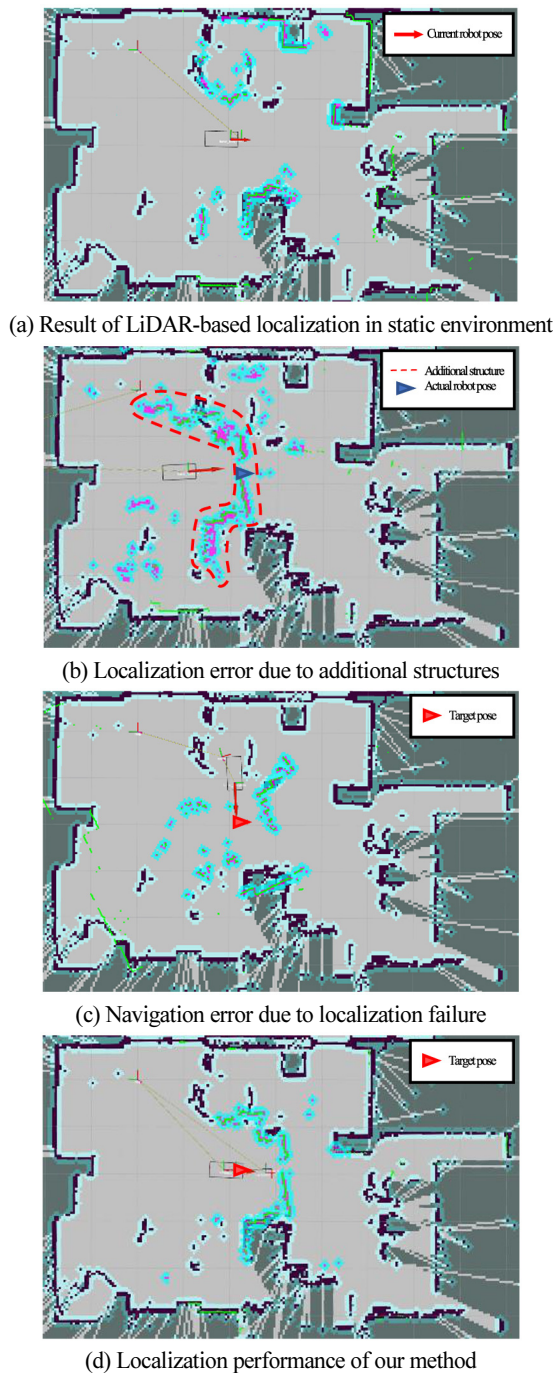 Current robot pose
(a) Result of LiDAR-based localization in static environment
Additional structure
Actual robot pose
(b) Localization error due to additional structures
Target pose
(c) Navigation error due to localization failure
Target pose
(d) Localization performance of our method